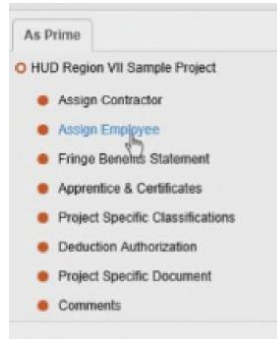 As Prime
HUD Region VII Sample Project
Assign Contractor
Assign Employee
Fringe Benefits Statement
Apprentice & Certificates
Project Specific Classifications
Deduction Authorization
Project Specific Document
Comments